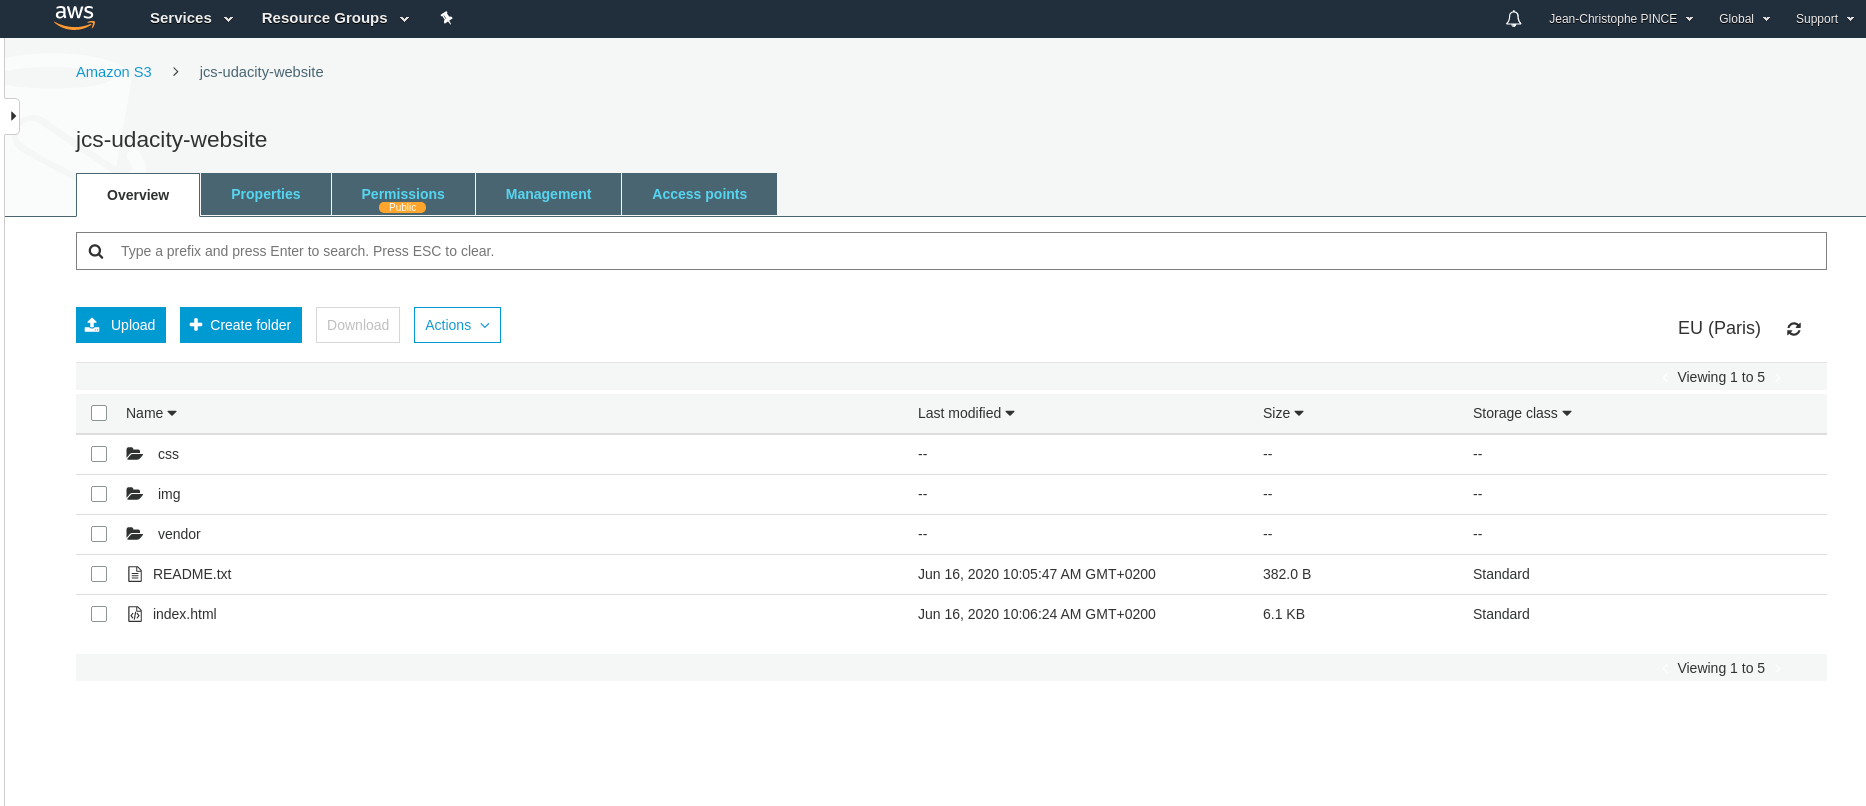 aws Services Resource Groups Jean-Christophe PINCE Global Support
Amazon S3 > jcs-udacity-website
jcs-udacity-website
Overview Properties Permissions Management Access points
Public
Type a prefix and press Enter to search. Press ESC to clear.
Upload Create folder Download Actions EU (Paris)
Viewing 1 to 5
Name Last modified Size Storage class
css -- -- --
img -- -- --
vendor -- -- --
README.txt Jun 16, 2020 10:05:47 AM GMT+0200 382.0 B Standard
index.html Jun 16, 2020 10:06:24 AM GMT+0200 6.1 KB Standard
Viewing 1 to 5